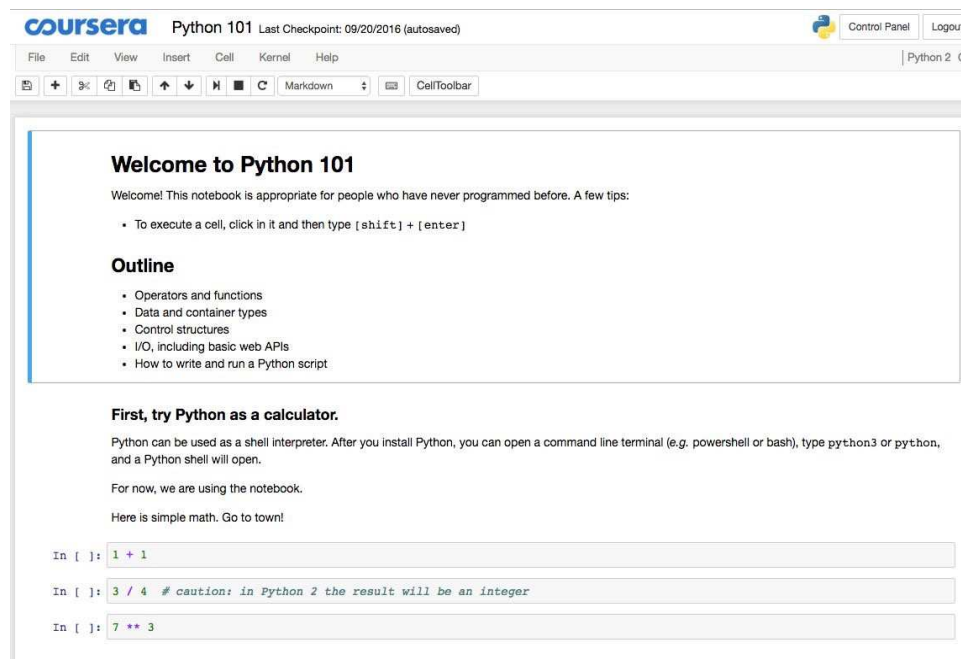 coursera Python 101 Last Checkpoint: 09/20/2016 (autosaved) Control Panel Logou
File Edit View Insert Cell Kernel Help Python 2
Markdown CellToolbar
Welcome to Python 101
Welcome! This notebook is appropriate for people who have never programmed before. A few tips:
• To execute a cell, click in it and then type [shift] + [enter]
Outline
• Operators and functions
• Data and container types
• Control structures
• I/O, including basic web APIs
• How to write and run a Python script
First, try Python as a calculator.
Python can be used as a shell interpreter. After you install Python, you can open a command line terminal (e.g. powershell or bash), type python3 or python,
and a Python shell will open.
For now, we are using the notebook.
Here is simple math. Go to town!
In [ ]: 1 + 1
In [ ]: 3 / 4 # caution: in Python 2 the result will be an integer
In [ ]: 7 ** 3